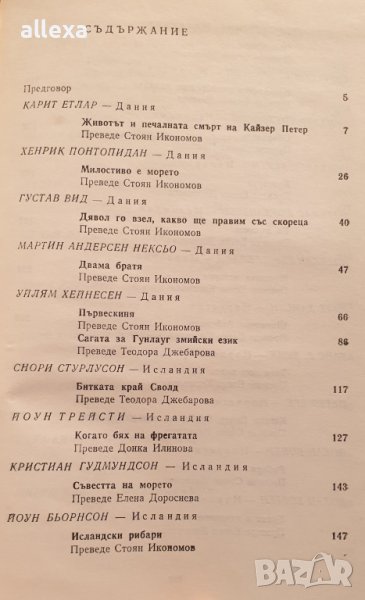 allexa
СЪДЪРЖАНИЕ
Предговор 5
КАРИТ ЕТЛАР — Дания
Животът и печалната смърт на Кайзер Петер 7
Преведе Стоян Икономов
ХЕНРИК ПОНТОПИДАН — Дания
Милостиво е морето 26
Преведе Стоян Икономов
ГУСТАВ ВИД — Дания
Дявол го взел, какво ще правим със скореца 40
Преведе Стоян Икономов
МАРТИН АНДЕРСЕН НЕКСЬО — Дания
Двама братя 47
Преведе Стоян Икономов
УИЛЯМ ХЕЙНЕСЕН — Дания
Първескиня 66
Преведе Стоян Икономов
Сагата за Гунлауг змийски език 86
Преведе Теодора Джебарова
СНОРИ СТУРЛУСОН — Исландия
Битката край Сволд 117
Преведе Теодора Джебарова
ЙОУН ТРЕЙСТИ — Исландия
Когато бях на фрегатата 127
Преведе Донка Илинова
КРИСТИАН ГУДМУНДСОН — Исландия
Съвестта на морето 143
Преведе Елена Дороснева
ЙОУН БЬОРНСОН — Исландия
Исландски рибари 147
Преведе Стоян Икономов
BAZAR